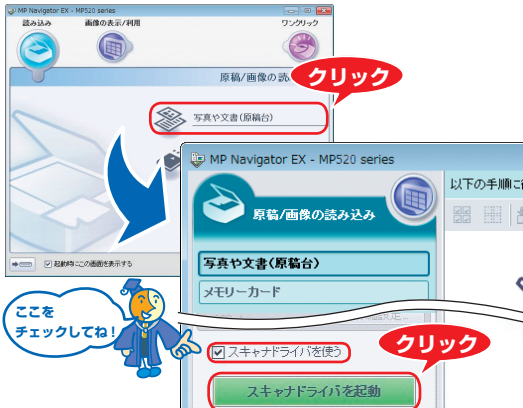 MP Navigator EX - MP520 series
読み込み
画像の表示/利用
ワンクリック
原稿/画像の読
クリック
写真や文書(原稿台)
起動時にこの画面を表示する
MP Navigator EX - MP520 series
以下の手順に
原稿/画像の読み込み
写真や文書(原稿台)
メモリーカード
ここを
チェックしてね!
スキャナドライバを使う
クリック
スキャナドライバを起動